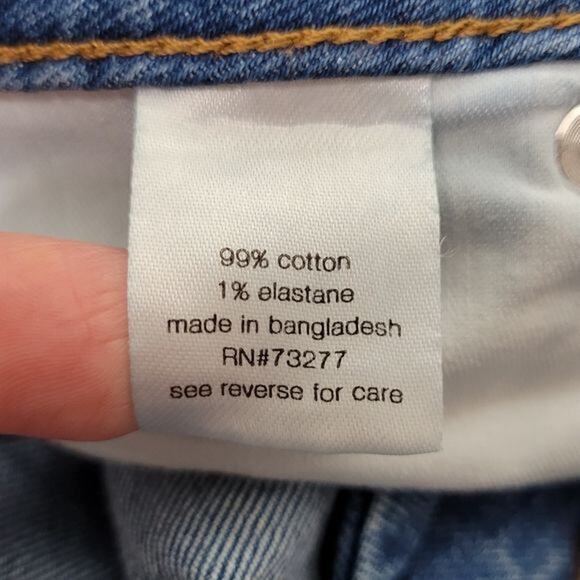 99% cotton
1% elastane
made in bangladesh
RN#73277
see reverse for care